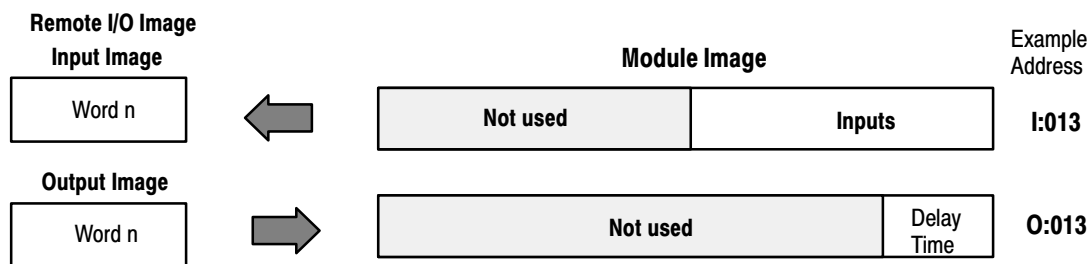 Remote I/O Image
Input Image
Module Image
Example
Address
Word n
Not used
Inputs
I:013
Output Image
Word n
Not used
Delay
Time
O:013